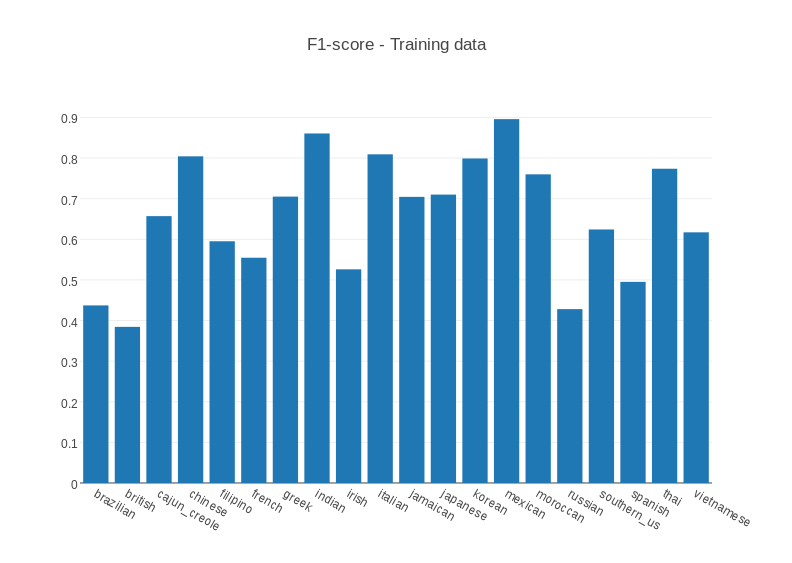 F1-score - Training data
0.9
0.8
0.7
0.6
0.5
0.4
0.3
0.2
0.1
0
brazilian
british
cajun_creole
chinese
filipino
french
greek
indian
irish
italian
jamaican
japanese
korean
mexican
moroccan
russian
southern_us
spanish
thai
vietnamese